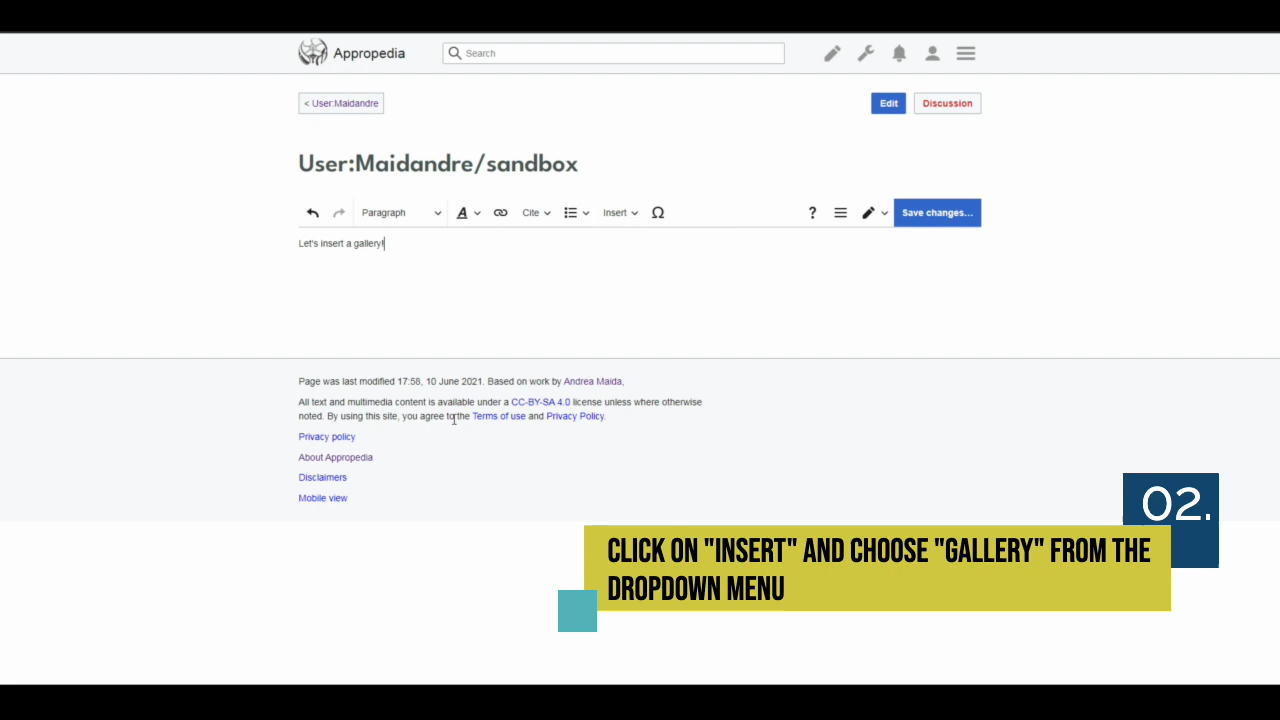 Appropedia
Search
< User:Maidandre
Edit
Discussion
User:Maidandre/sandbox
Paragraph
A
Cite
Insert
Ω
?
Save changes...
Let's insert a gallery!
Page was last modified 17:58, 10 June 2021. Based on work by Andrea Maida,
All text and multimedia content is available under a CC-BY-SA 4.0 license unless where otherwise
noted. By using this site, you agree to the Terms of use and Privacy Policy.
Privacy policy
About Appropedia
Disclaimers
Mobile view
02.
CLICK ON "INSERT" AND CHOOSE "GALLERY" FROM THE
DROPDOWN MENU